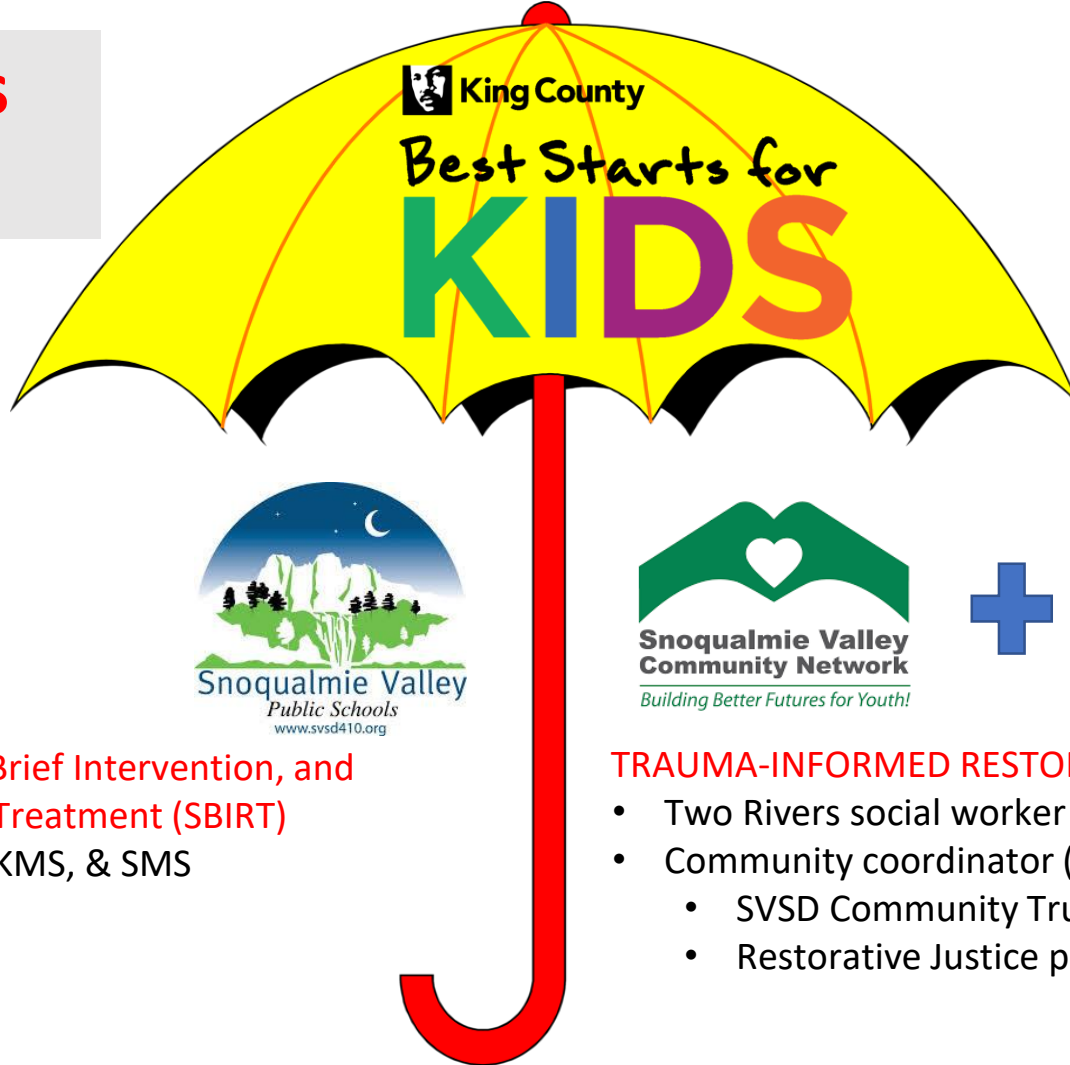 S
King County
Best Starts for
KIDS
Snoqualmie Valley
Public Schools
www.svsd410.org
Snoqualmie Valley
Community Network
Building Better Futures for Youth!
Brief Intervention, and
Treatment (SBIRT)
KMS, & SMS
TRAUMA-INFORMED RESTO
• Two Rivers social worker
• Community coordinator (
• SVSD Community Tru
• Restorative Justice p